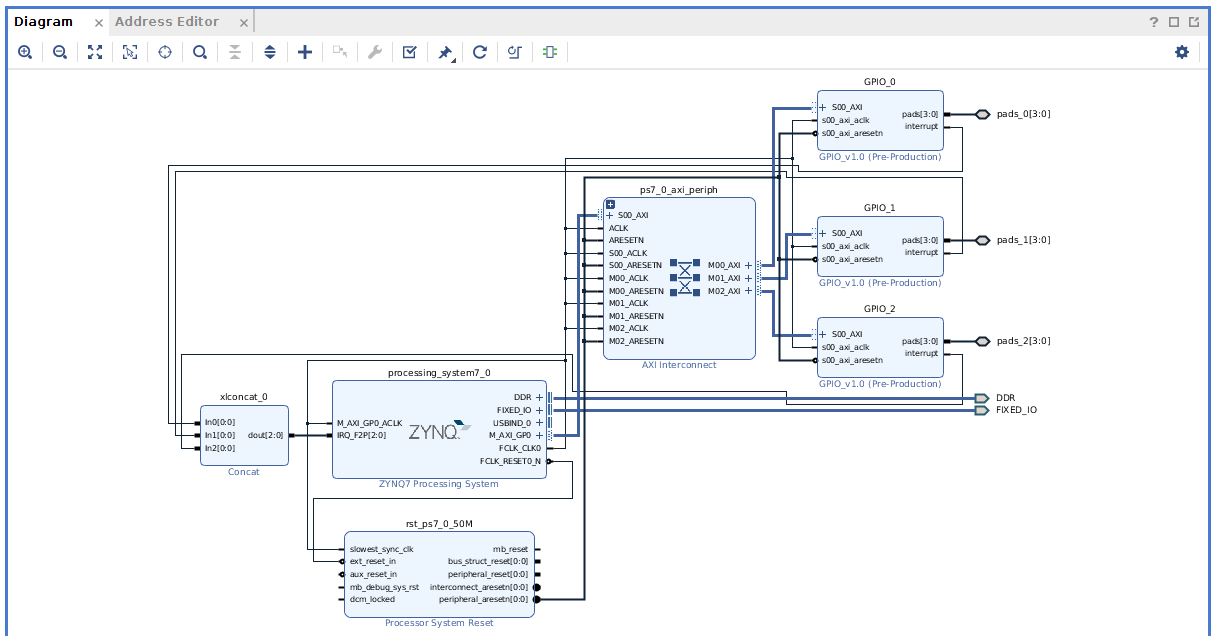 Diagram × Address Editor × ?
GPIO_0
S00_AXI
s00_axi_aclk
s00_axi_aresetn
pads[3:0]
interrupt
GPIO_v1.0 (Pre-Production)
pads_0[3:0]
ps7_0_axi_periph
S00_AXI
ACLK
ARESETN
S00_ACLK
S00_ARESETN
M00_ACLK
M00_ARESETN
M01_ACLK
M01_ARESETN
M02_ACLK
M02_ARESETN
M00_AXI
M01_AXI
M02_AXI
AXI Interconnect
GPIO_1
S00_AXI
s00_axi_aclk
s00_axi_aresetn
pads[3:0]
interrupt
GPIO_v1.0 (Pre-Production)
pads_1[3:0]
GPIO_2
S00_AXI
s00_axi_aclk
s00_axi_aresetn
pads[3:0]
interrupt
GPIO_v1.0 (Pre-Production)
pads_2[3:0]
xlconcat_0
In0[0:0]
In1[0:0]
In2[0:0]
dout[2:0]
Concat
processing_system7_0
M_AXI_GP0_ACLK
IRQ_F2P[2:0]
ZYNQ
DDR
FIXED_IO
USBIND_0
M_AXI_GP0
FCLK_CLK0
FCLK_RESET0_N
ZYNQ7 Processing System
DDR
FIXED_IO
rst_ps7_0_50M
slowest_sync_clk
ext_reset_in
aux_reset_in
mb_debug_sys_rst
dcm_locked
mb_reset
bus_struct_reset[0:0]
peripheral_reset[0:0]
interconnect_aresetn[0:0]
peripheral_aresetn[0:0]
Processor System Reset